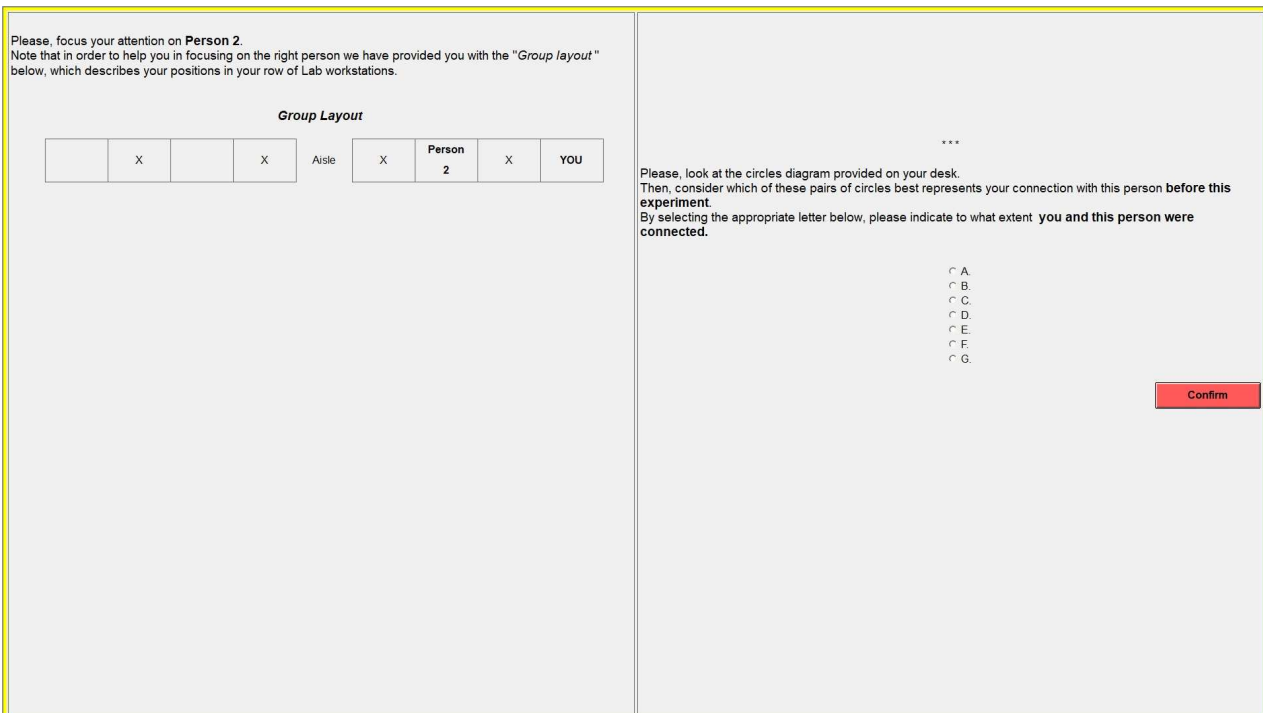 Please, focus your attention on Person 2.
Note that in order to help you in focusing on the right person we have provided you with the "Group layout "
below, which describes your positions in your row of Lab workstations.
Group Layout
X X Aisle X Person 2 X YOU
* * *
Please, look at the circles diagram provided on your desk.
Then, consider which of these pairs of circles best represents your connection with this person before this
experiment.
By selecting the appropriate letter below, please indicate to what extent you and this person were
connected.
A.
B.
C.
D.
E.
F.
G.
Confirm